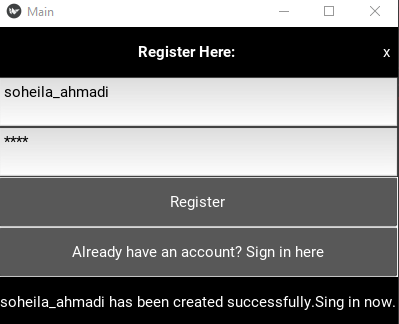 Main
Register Here: x
soheila_ahmadi
****
Register
Already have an account? Sign in here
soheila_ahmadi has been created successfully.Sing in now.